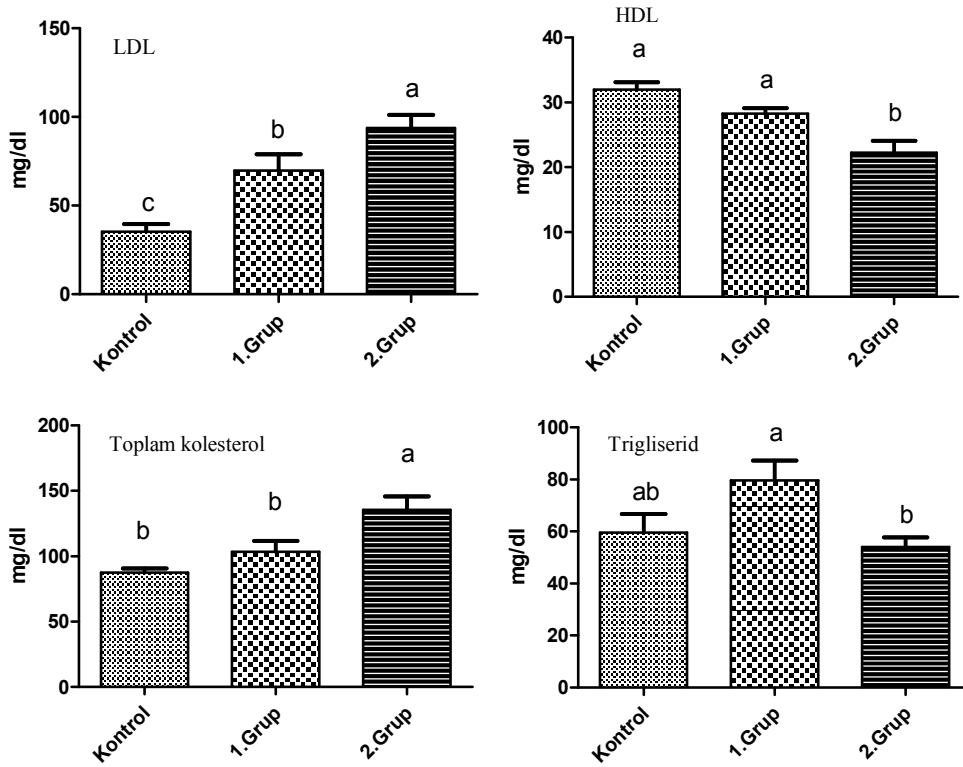 LDL
mg/dl
150
100
50
0
c
b
a
Kontrol
1.Grup
2.Grup
HDL
mg/dl
40
30
20
10
0
a
a
b
Kontrol
1.Grup
2.Grup
Toplam kolesterol
mg/dl
200
150
100
50
0
b
b
a
Kontrol
1.Grup
2.Grup
Trigliserid
mg/dl
100
80
60
40
20
0
ab
a
b
Kontrol
1.Grup
2.Grup